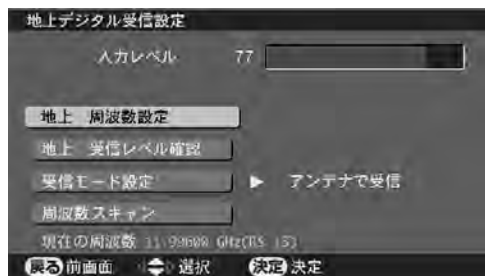 地上デジタル受信設定
入力レベル 77
地上 周波数設定
地上 受信レベル確認
受信モード設定 ▶ アンテナで受信
周波数スキャン
現在の周波数 11.99600 GHz(BS 15)
戻る 前画面 選択 決定 決定